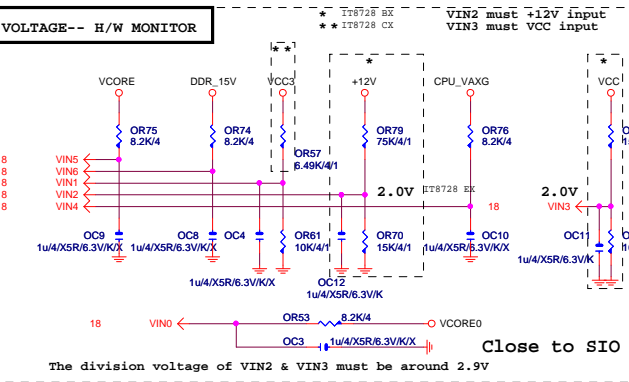 VOLTAGE-- H/W MONITOR
* IT8728 BX
** IT8728 CX
VIN2 must +12V input
VIN3 must VCC input
**
*
*
VCORE
DDR_15V
VCC3
+12V
CPU_VAXG
VCC
OR75
8.2K/4
OR74
8.2K/4
OR57
6.49K/4/1
OR79
75K/4/1
OR76
8.2K/4
8 VIN5
8 VIN6
8 VIN1
8 VIN2
8 VIN4
2.0V
IT8728 EX
18
2.0V
VIN3
OC9
1u/4/X5R/6.3V/K/X
OC8
1u/4/X5R/6.3V/K/X
OC4
1u/4/X5R/6.3V/K/X
OR61
10K/4/1
OC12
1u/4/X5R/6.3V/K
OR70
15K/4/1
OC10
1u/4/X5R/6.3V/K/X
OC11
1u/4/X5R/6.3V/K
18 VIN0
OR53 8.2K/4
VCORE0
OC3 1u/4/X5R/6.3V/K/X
Close to SIO
The division voltage of VIN2 & VIN3 must be around 2.9V